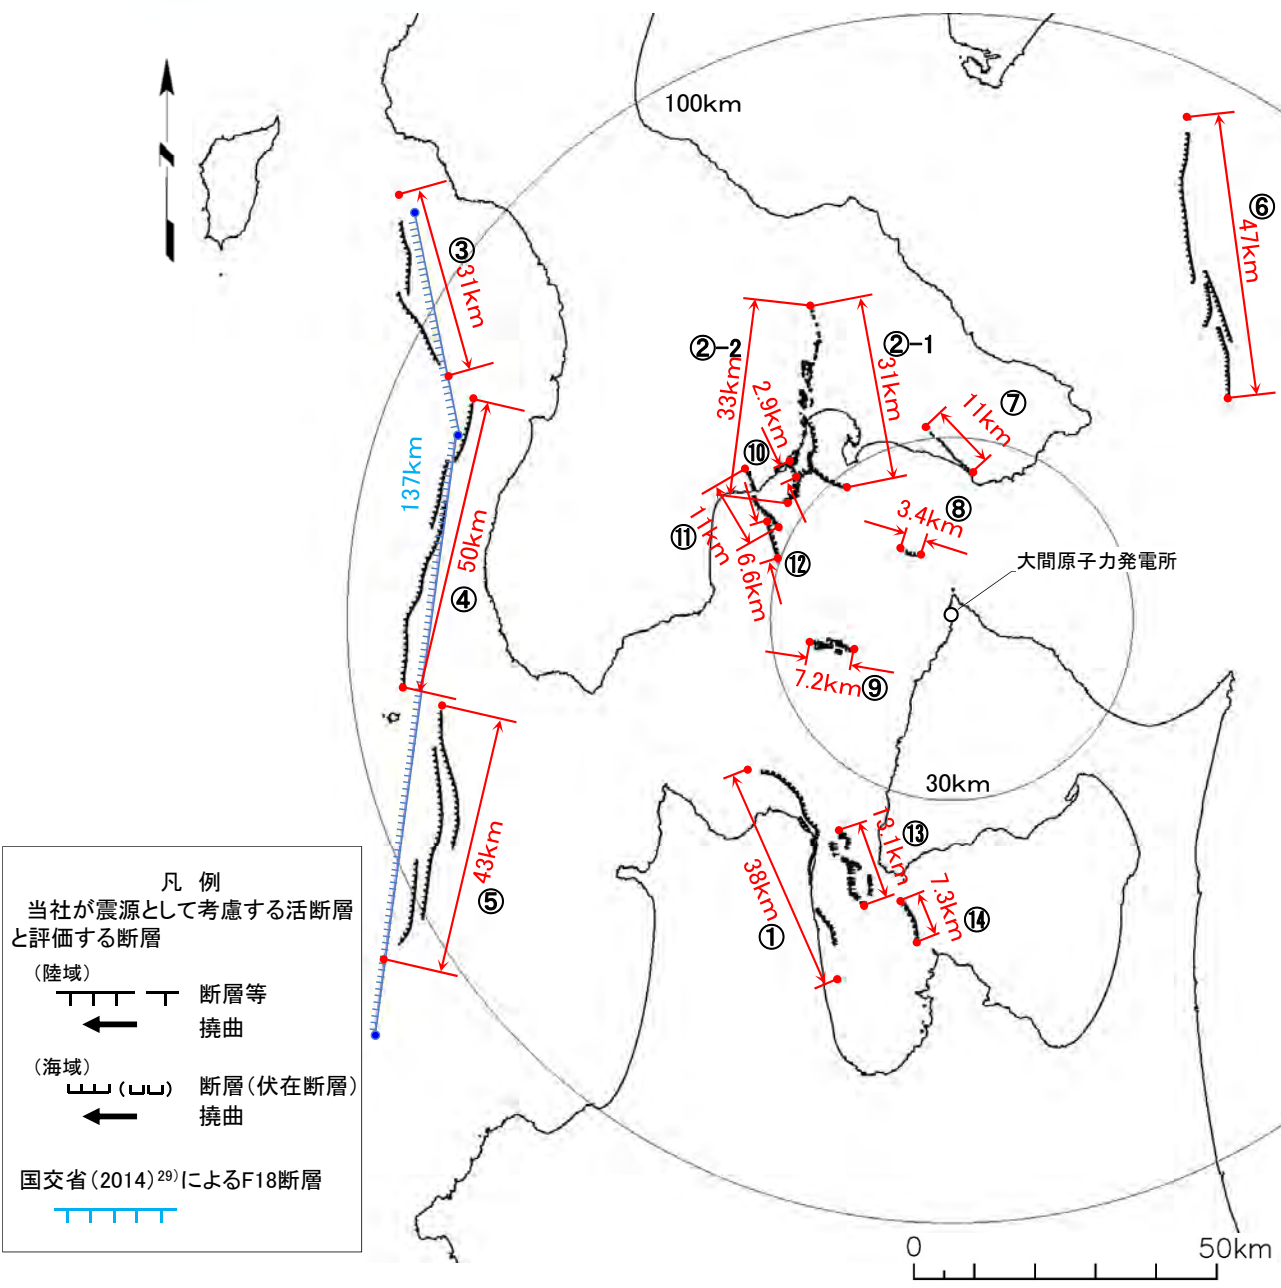 100km
③
31km
⑥
47km
②-2
②-1
33km
31km
2.9km
⑦
11km
⑩
137km
50km
④
⑪
11km
6.6km
⑫
⑧
3.4km
大間原子力発電所
7.2km
⑨
30km
43km
⑤
38km
①
13.1km
⑬
7.3km
⑭
凡 例
当社が震源として考慮する活断層
と評価する断層
(陸域)
断層等
撓曲
(海域)
断層(伏在断層)
撓曲
国交省(2014)29)によるF18断層
0 50km